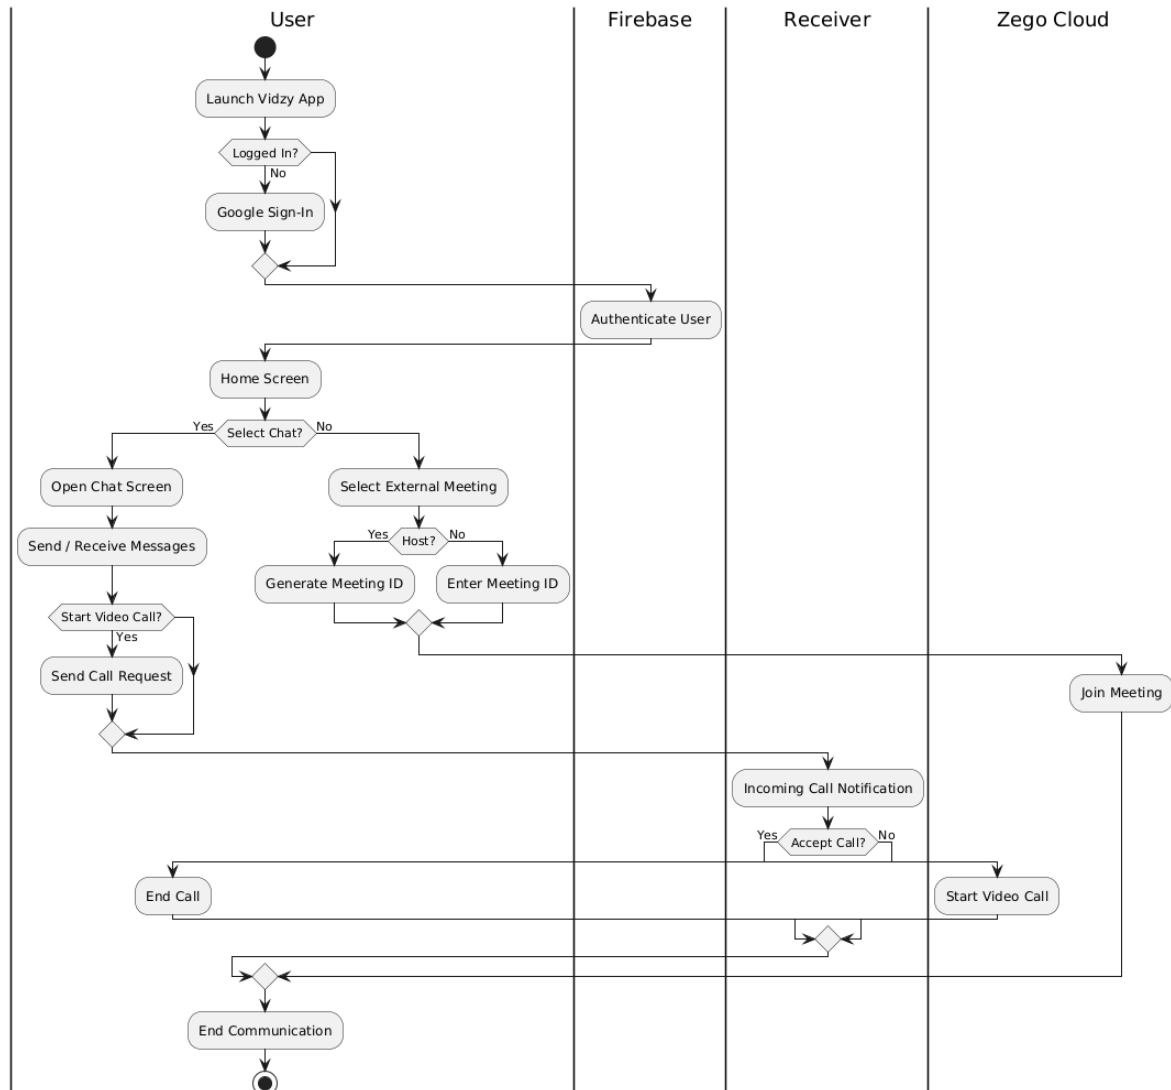 User
Firebase
Receiver
Zego Cloud
Launch Vidzy App
Logged In?
No
Google Sign-In
Authenticate User
Home Screen
Yes
Select Chat?
No
Open Chat Screen
Select External Meeting
Send / Receive Messages
Yes
Host?
No
Generate Meeting ID
Enter Meeting ID
Start Video Call?
Yes
Send Call Request
Join Meeting
Incoming Call Notification
Yes
Accept Call?
No
End Call
Start Video Call
End Communication